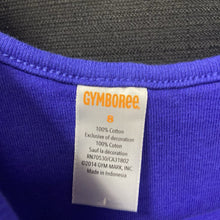 GYMBOREE
8
100% Cotton
Exclusive of decoration
100% Coton
Sauf la décoration
RN70530/CA31802
©2014 GYM MARK, INC.
Made in Indonesia